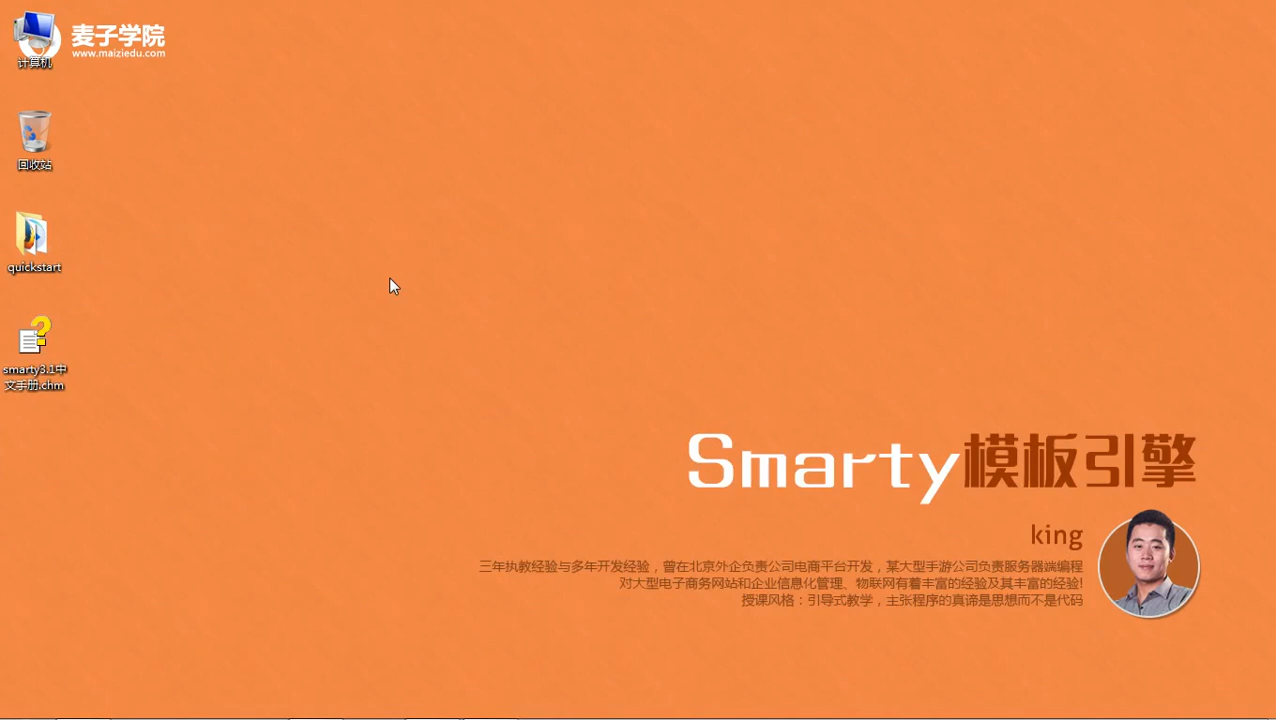 麦子学院
www.maiziedu.com
计算机
回收站
quickstart
smarty3.1中
文手册.chm
Smarty模板引擎
king
三年执教经验与多年开发经验，曾在北京外企负责公司电商平台开发，某大型手游公司负责服务器端编程
对大型电子商务网站和企业信息化管理、物联网有着丰富的经验及其丰富的经验!
授课风格：引导式教学，主张程序的真谛是思想而不是代码